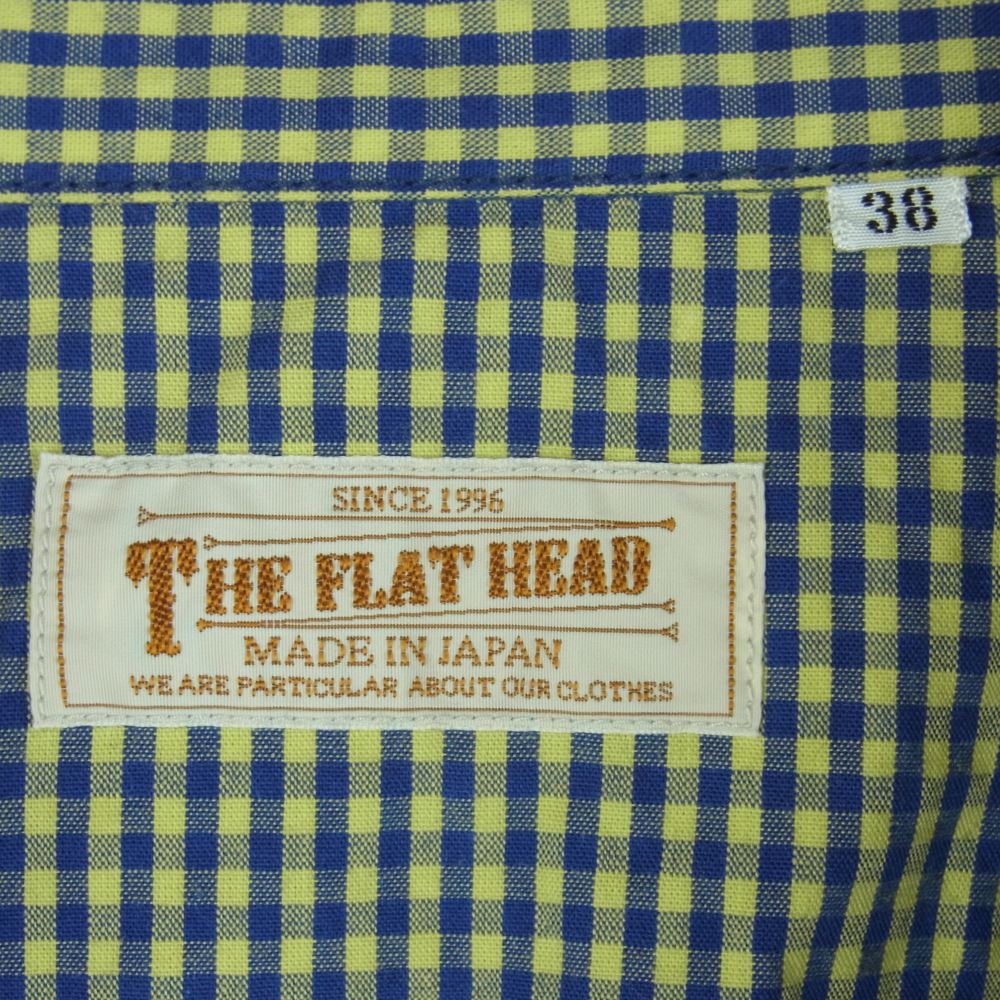 38
SINCE 1996
THE FLAT HEAD
MADE IN JAPAN
WE ARE PARTICULAR ABOUT OUR CLOTHES